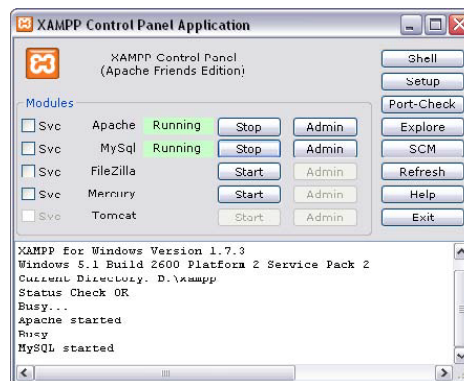 XAMPP Control Panel Application
XAMPP Control Panel
(Apache Friends Edition)
Shell
Setup
Port-Check
Explore
SCM
Refresh
Help
Exit
Modules
Svc Apache Running Stop Admin
Svc MySql Running Stop Admin
Svc FileZilla Start Admin
Svc Mercury Start Admin
Svc Tomcat Start Admin
XAMPP for Windows Version 1.7.3
Windows 5.1 Build 2600 Platform 2 Service Pack 2
Current Directory: D:\xampp
Status Check OK
Busy...
Apache started
Busy
MySQL started